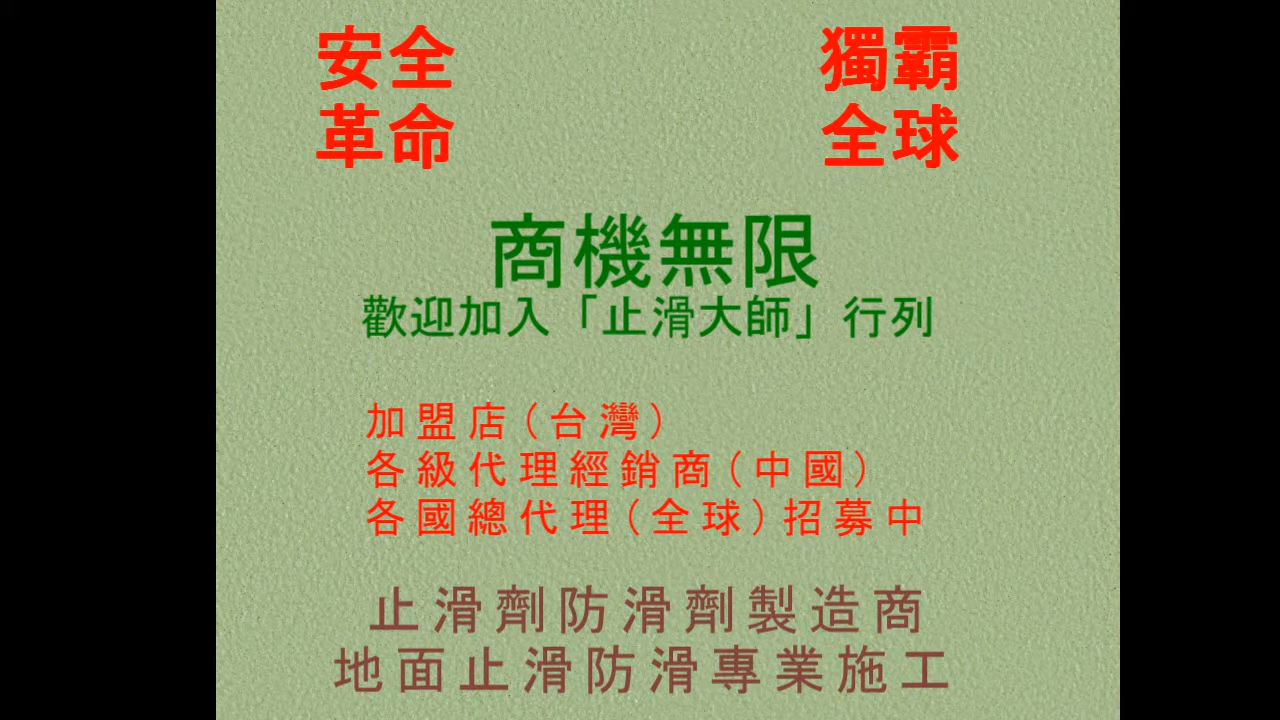 安全 獨霸
革命 全球
商機無限
歡迎加入「止滑大師」行列
加盟店(台灣)
各級代理經銷商(中國)
各國總代理(全球)招募中
止滑劑防滑劑製造商
地面止滑防滑專業施工